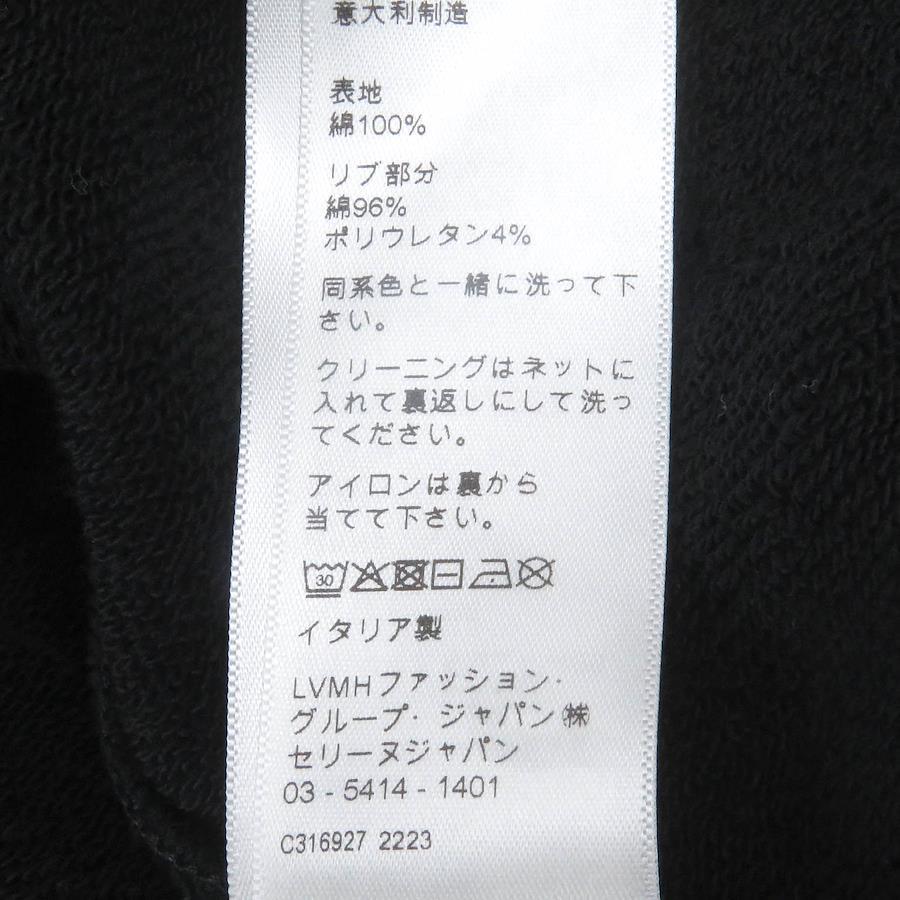 意大利制造
表地
綿100%
リブ部分
綿96%
ポリウレタン4%
同系色と一緒に洗って下
さい。
クリーニングはネットに
入れて裏返しにして洗っ
てください。
アイロンは裏から
当てて下さい。
30
イタリア製
LVMHファッション・
グループ・ジャパン㈱
セリーヌジャパン
03 - 5414 - 1401
C316927 2223